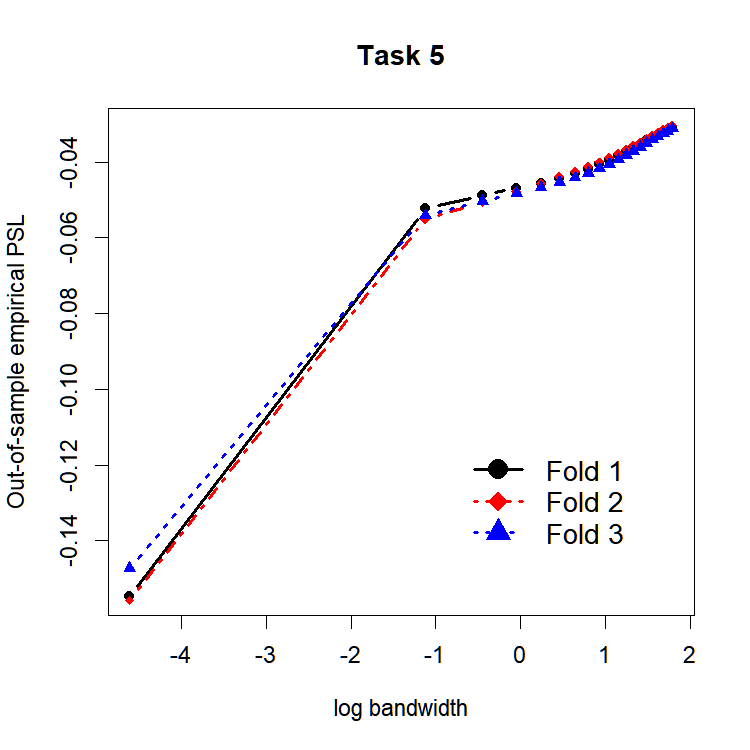 Task 5
Out-of-sample empirical PSL
-0.04
-0.06
-0.08
-0.10
-0.12
-0.14
Fold 1
Fold 2
Fold 3
-4 -3 -2 -1 0 1 2
log bandwidth